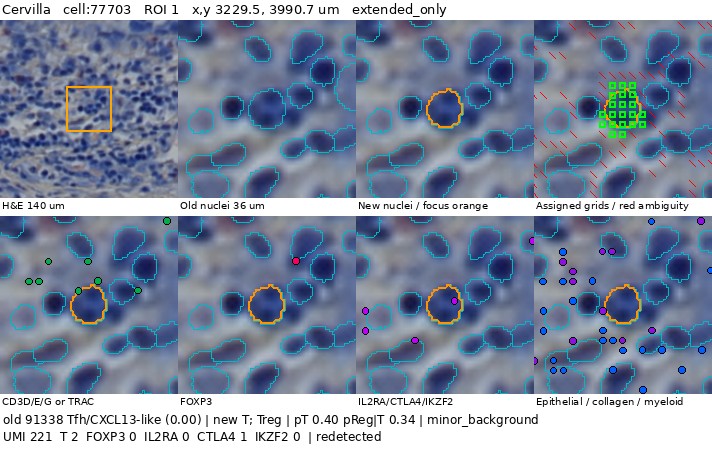 Cervilla   cell:77703   ROI 1   x,y 3229.5, 3990.7 um   extended_only
H&E 140 um
Old nuclei 36 um
New nuclei / focus orange
Assigned grids / red ambiguity
CD3D/E/G or TRAC
FOXP3
IL2RA/CTLA4/IKZF2
Epithelial / collagen / myeloid
old 91338 Tfh/CXCL13-like (0.00) | new T; Treg | pT 0.40 pReg|T 0.34 | minor_background
UMI 221  T 2  FOXP3 0  IL2RA 0  CTLA4 1  IKZF2 0  | redetected